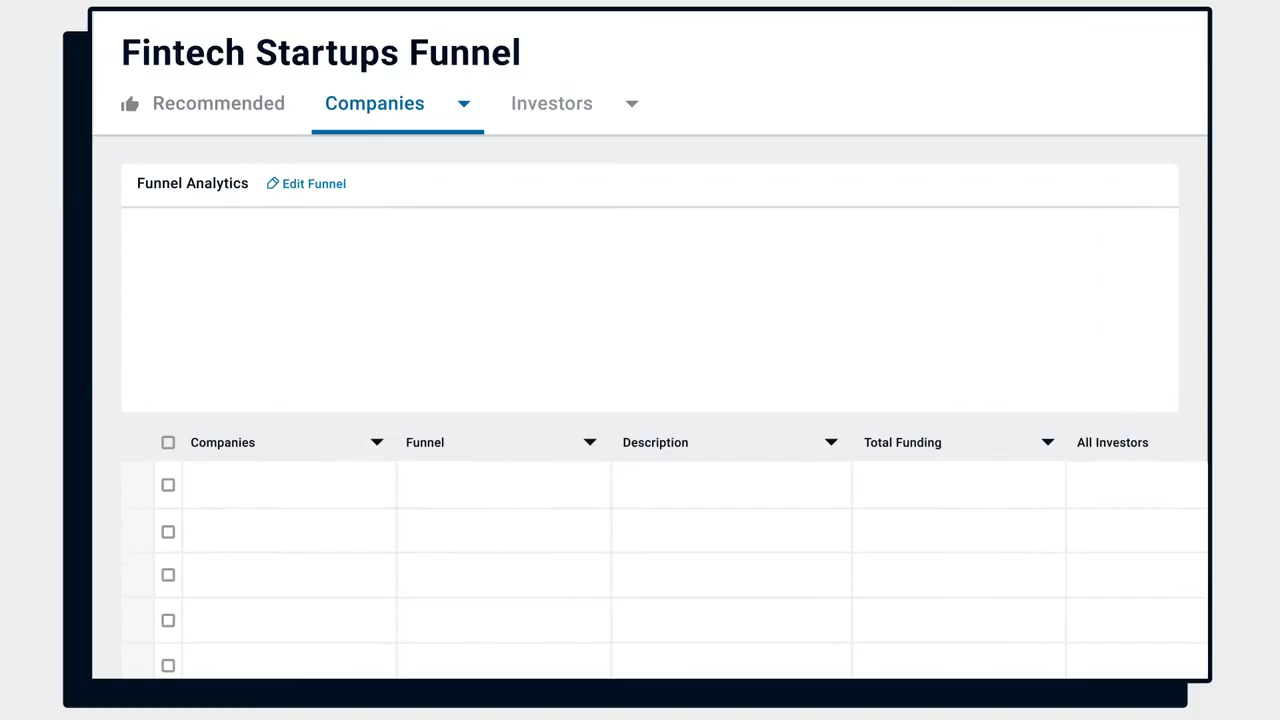 Fintech Startups Funnel
Recommended Companies Investors
Funnel Analytics Edit Funnel
Companies Funnel Description Total Funding All Investors